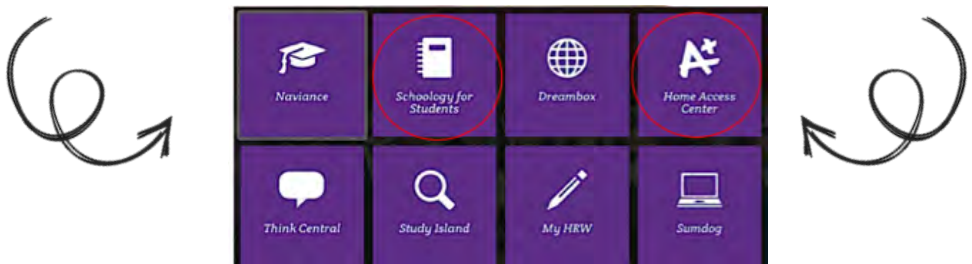 Naviance
Schoology for
Students
Dreambox
A+
Home Access
Center
Think Central
Study Island
My HRW
Sumdog